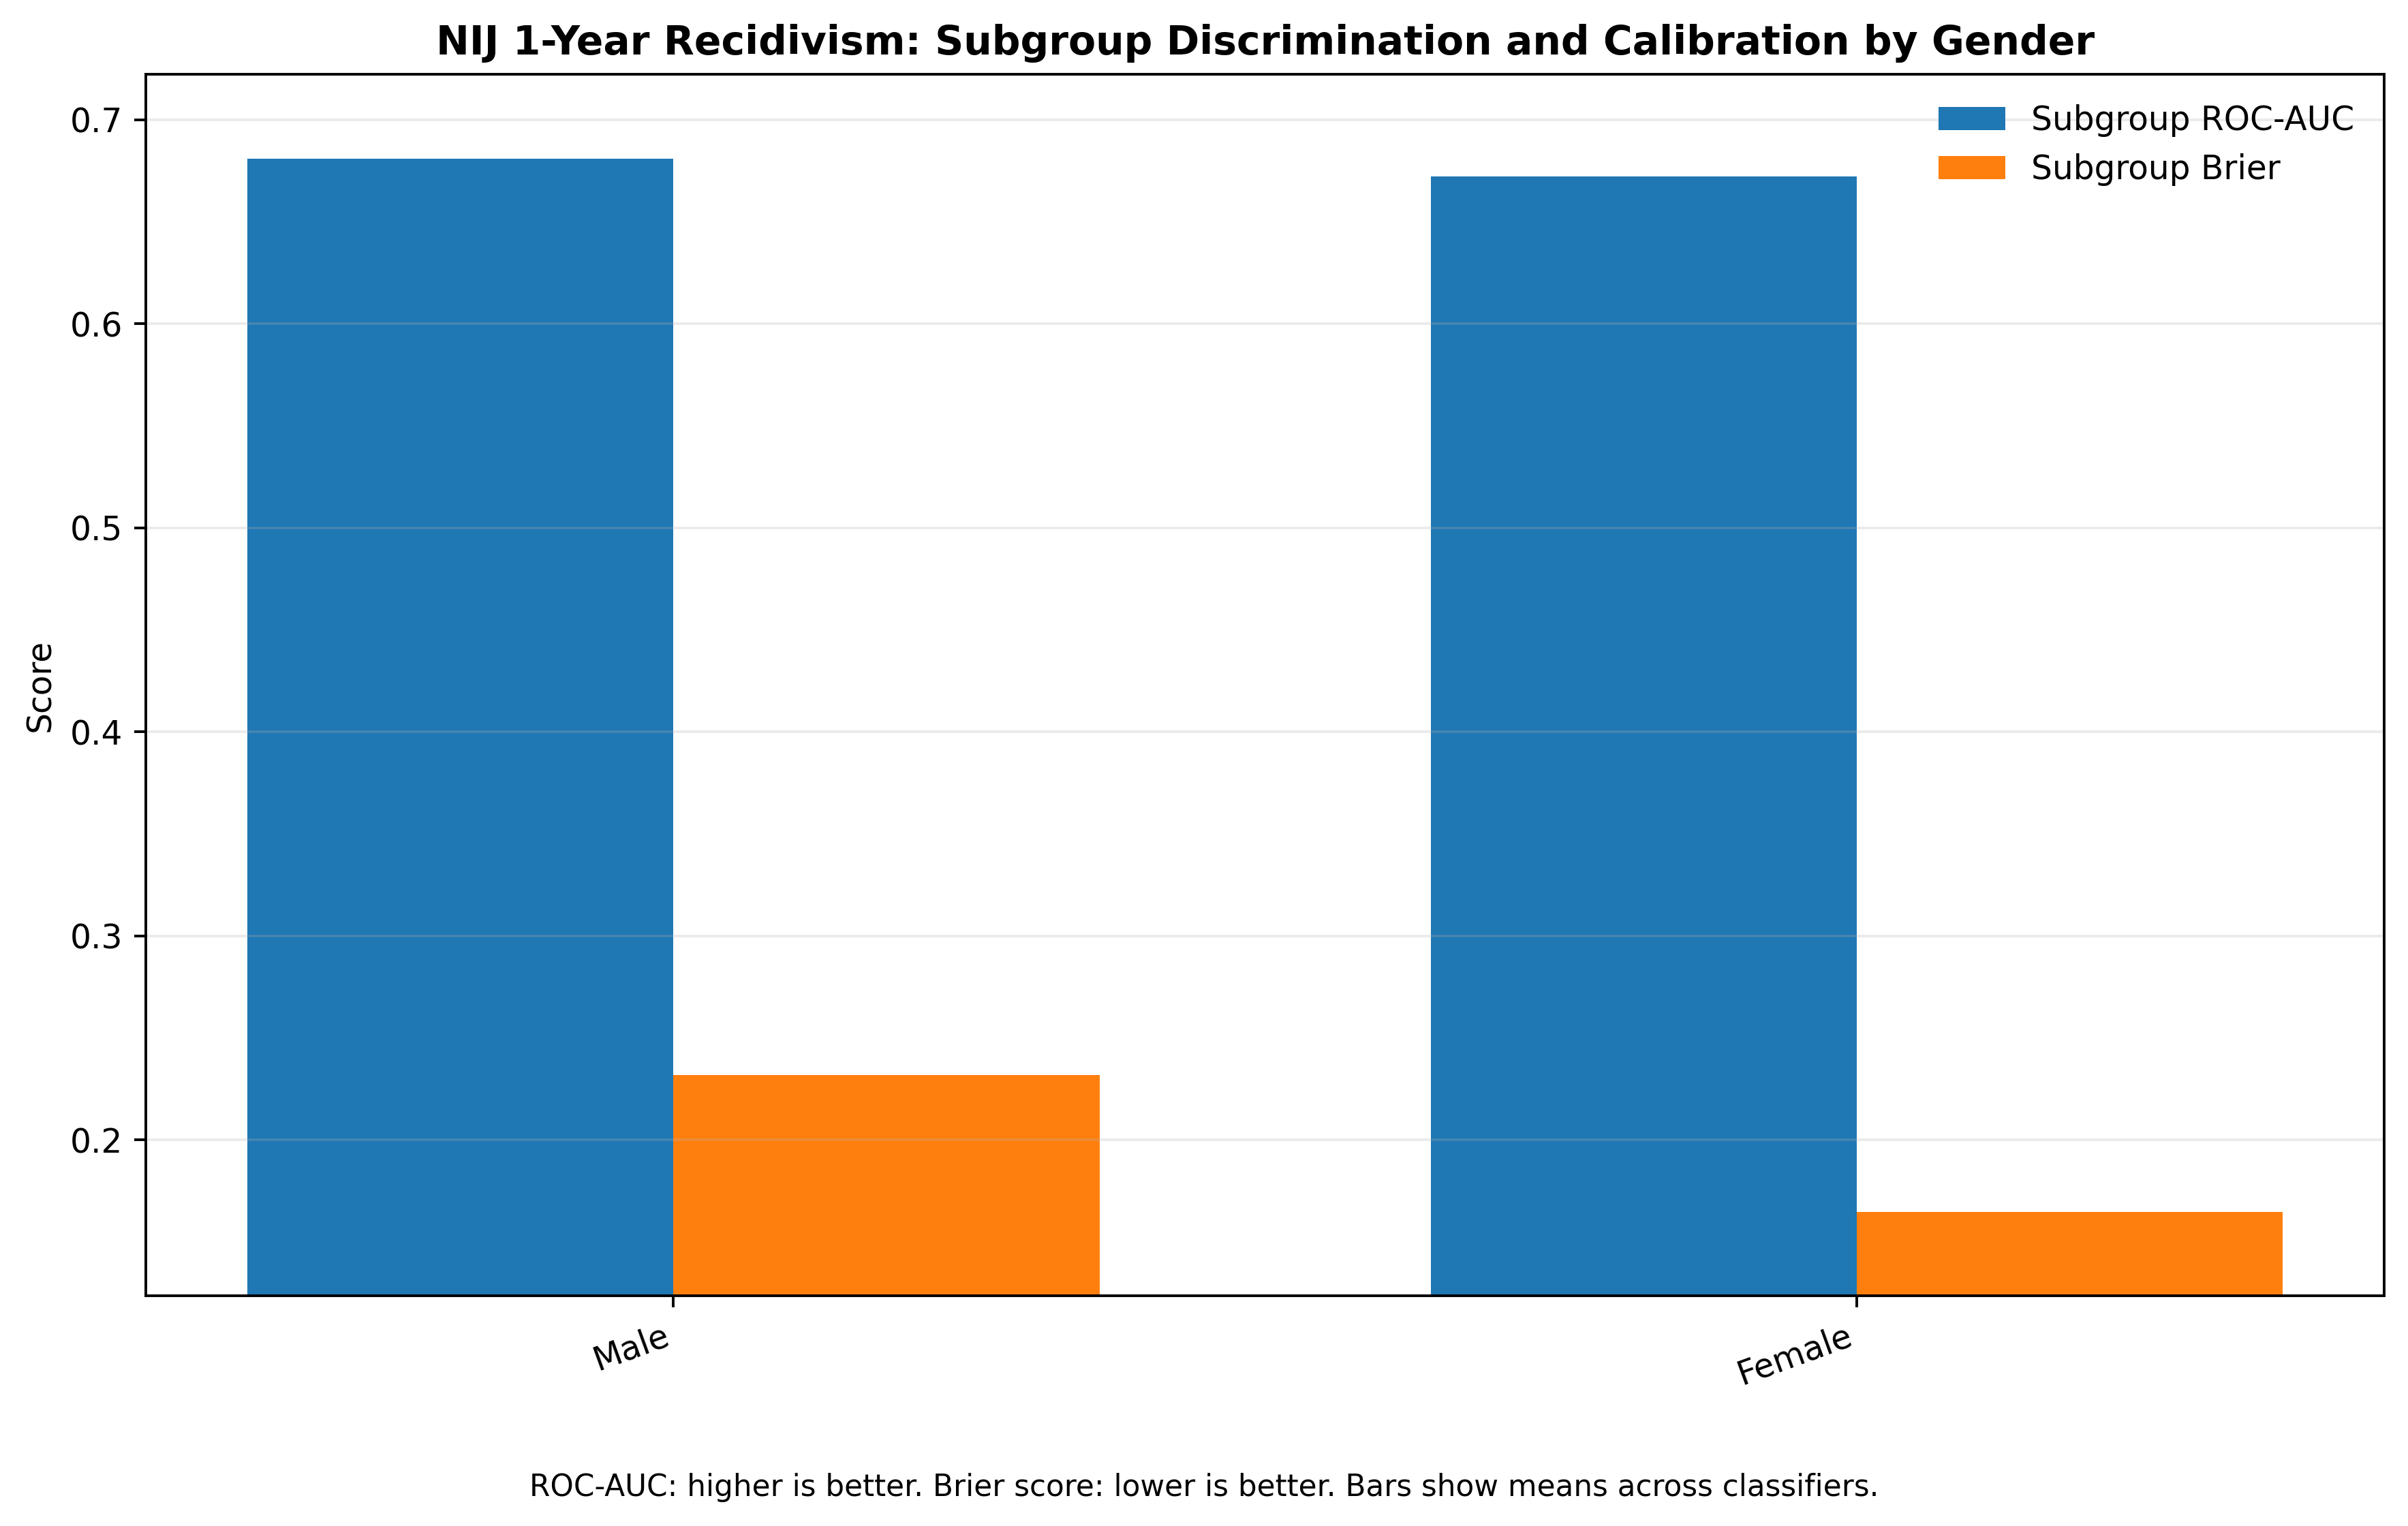 NIJ 1-Year Recidivism: Subgroup Discrimination and Calibration by Gender
Subgroup ROC-AUC
Subgroup Brier
Score
0.7
0.6
0.5
0.4
0.3
0.2
Male
Female
ROC-AUC: higher is better. Brier score: lower is better. Bars show means across classifiers.